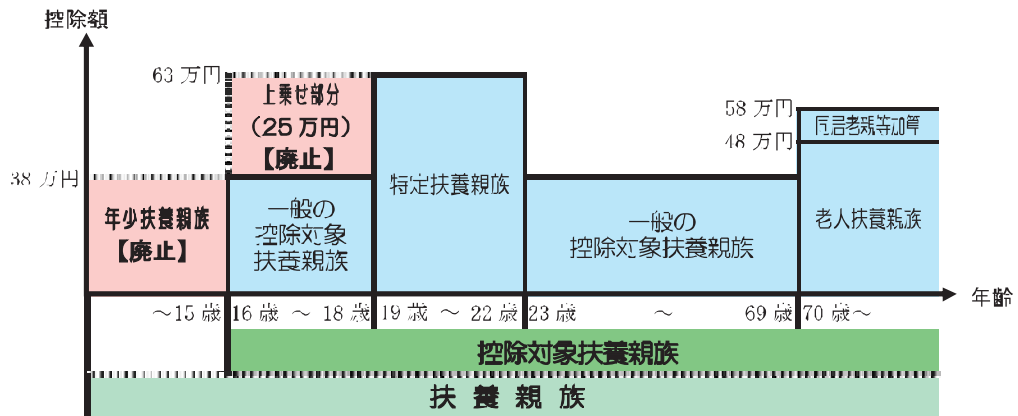 控除額
63万円
上乗せ部分
(25万円)
【廃止】
58万円
同居老親等加算
48万円
38万円
年少扶養親族
【廃止】
一般の
控除対象
扶養親族
特定扶養親族
一般の
控除対象扶養親族
老人扶養親族
年齢
~15歳
16歳 ~ 18歳
19歳 ~ 22歳
23歳 ~ 69歳
70歳~
控除対象扶養親族
扶養親族